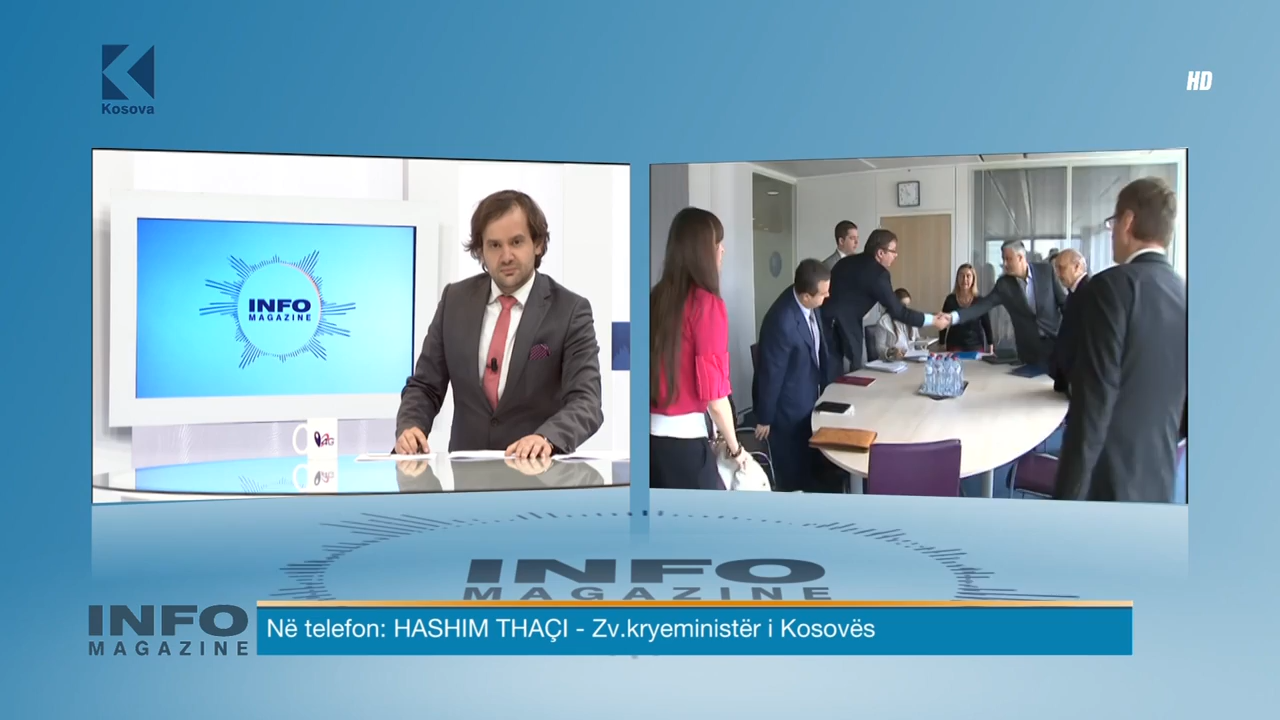 Kosova
HD
INFO
MAGAZINE
INFO
MAGAZINE
INFO
MAGAZINE
Në telefon: HASHIM THAÇI - Zv.kryeministër i Kosovës